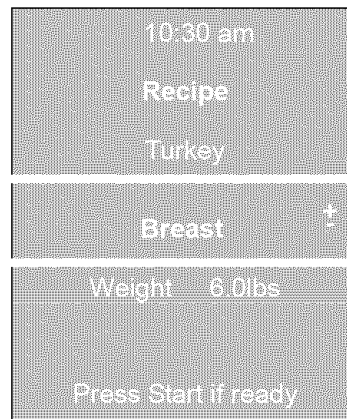 10:30 am
Recipe
Turkey
Breast +
-
Weight 6.0lbs
Press Start if ready